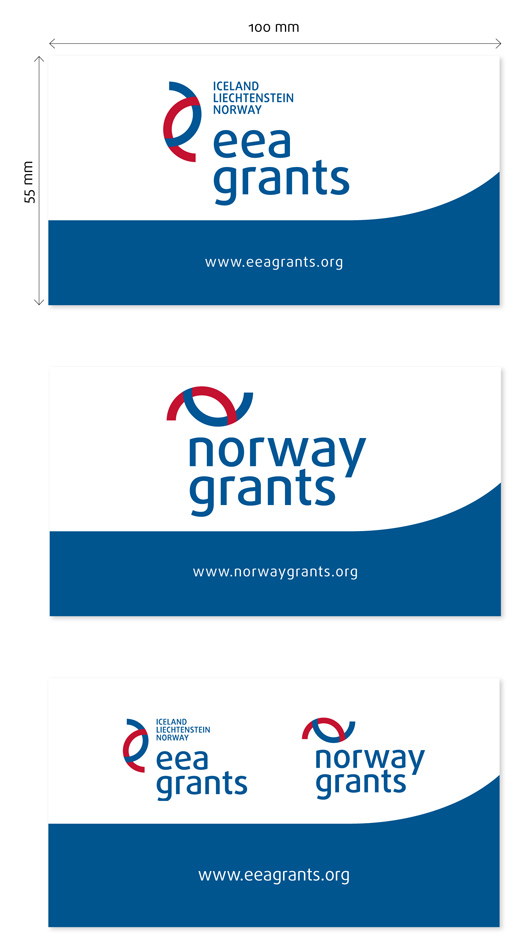 100 mm
55 mm
ICELAND
LIECHTENSTEIN
NORWAY
eea
grants
www.eeagrants.org
norway
grants
www.norwaygrants.org
ICELAND
LIECHTENSTEIN
NORWAY
eea
grants
norway
grants
www.eeagrants.org